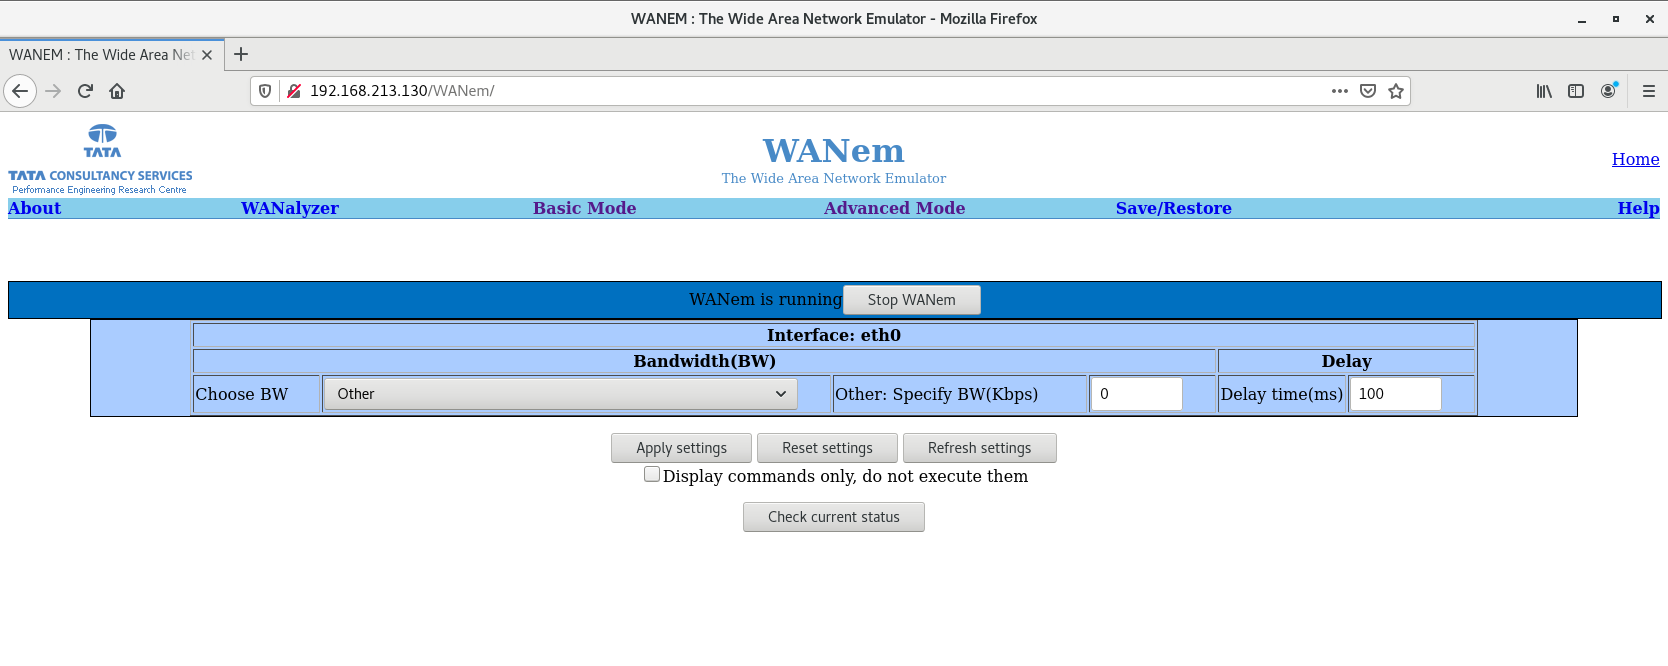 WANEM : The Wide Area Network Emulator - Mozilla Firefox
WANEM : The Wide Area Net
192.168.213.130/WANem/
TATA
TATA CONSULTANCY SERVICES
Performance Engineering Research Centre
WANem
The Wide Area Network Emulator
Home
About WANalyzer Basic Mode Advanced Mode Save/Restore Help
WANem is running Stop WANem
Interface: eth0
Bandwidth(BW) Delay
Choose BW Other Other: Specify BW(Kbps) 0 Delay time(ms) 100
Apply settings Reset settings Refresh settings
Display commands only, do not execute them
Check current status